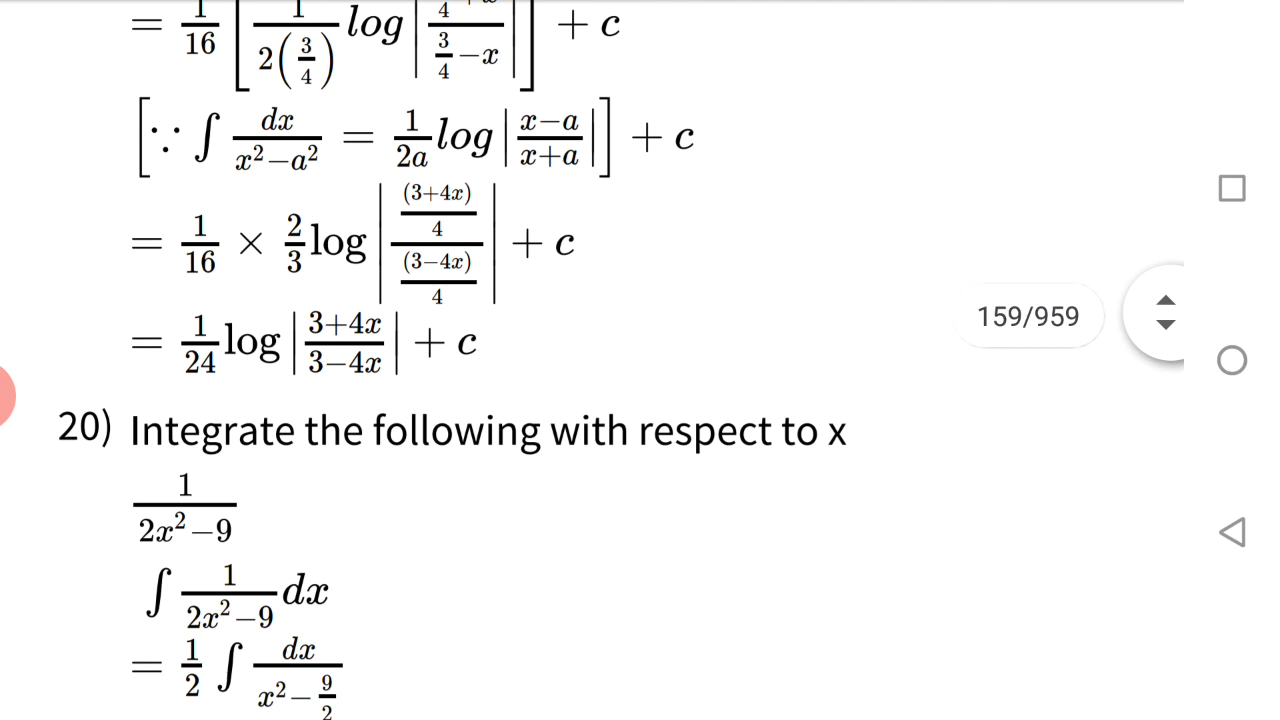 = 1/16 [1/(2(3/4)) log |4 / (3/4 − x)|] + c
[∵ ∫ dx/(x² − a²) = 1/2a log |(x−a)/(x+a)|] + c
= 1/16 × 2/3 log |((3+4x)/4) / ((3−4x)/4)| + c
159/959
= 1/24 log |(3+4x)/(3−4x)| + c
20) Integrate the following with respect to x
1/(2x² − 9)
∫ 1/(2x² − 9) dx
= 1/2 ∫ dx/(x² − 9/2)